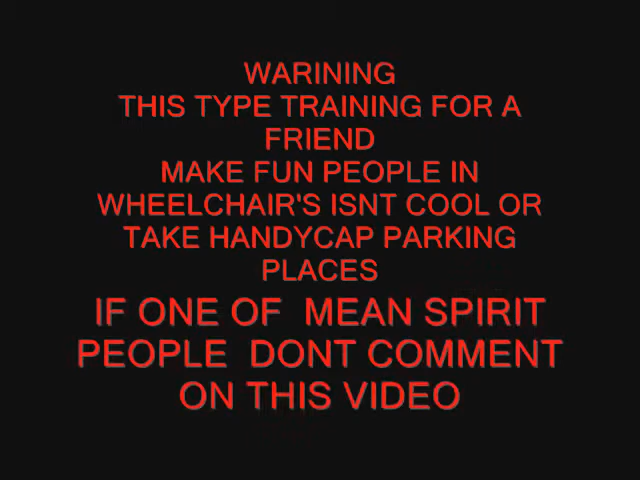 WARINING
THIS TYPE TRAINING FOR A
FRIEND
MAKE FUN PEOPLE IN
WHEELCHAIR'S ISNT COOL OR
TAKE HANDYCAP PARKING
PLACES
IF ONE OF MEAN SPIRIT
PEOPLE DONT COMMENT
ON THIS VIDEO